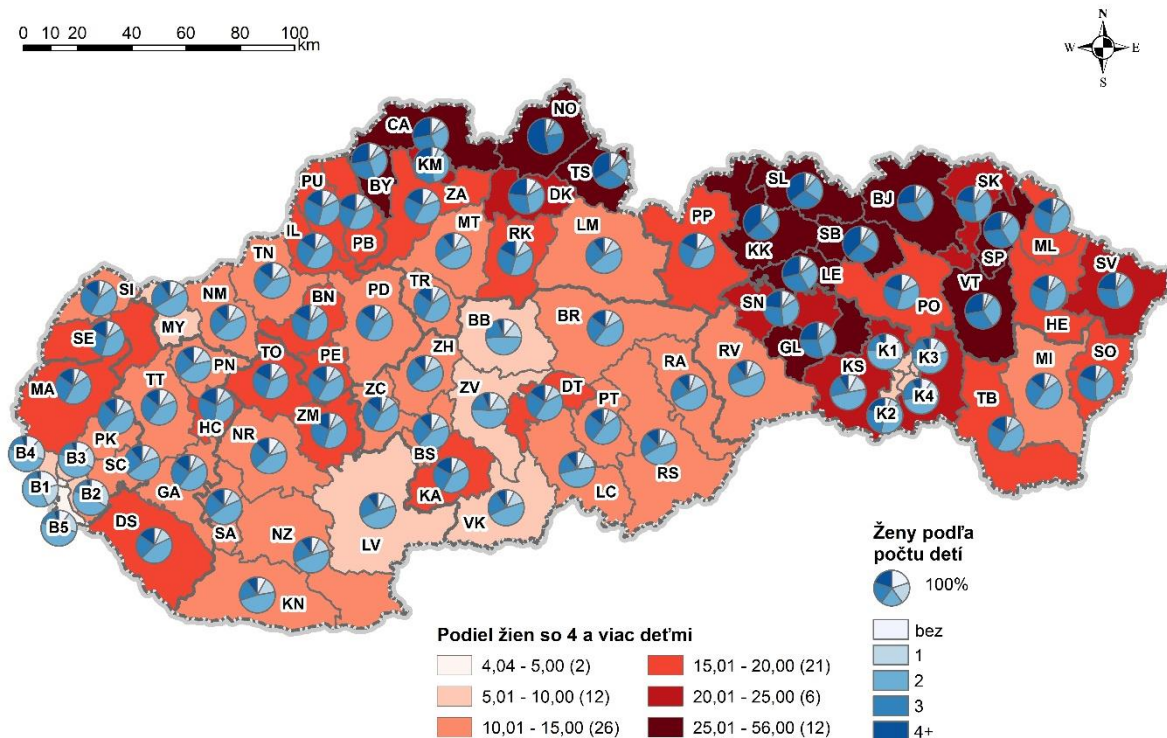 0 20 40 60 80 100
km
N
W E
S
NO
CA
TS
KM
BY
PU
ZA
DK
SL
BJ
SK
PP
KK
SB
ML
IL
PB
MT
RK
LM
SP
SV
TN
LE
VT
SI
NM
BN
PD
TR
SN
PO
MY
BB
BR
HE
SE
TO
PE
ZH
GL
K1
K3
PN
RA
RV
KS
MI
SO
MA
TT
ZC
ZV
DT
PT
K4
HC
ZM
K2
TB
PK
NR
BS
B4
B3
SC
RS
B1
B2
GA
KA
LC
B5
DS
SA
NZ
LV
VK
KN
Ženy podľa
počtu detí
100%
bez
1
2
3
4+
Podiel žien so 4 a viac deťmi
4,04 - 5,00 (2)
5,01 - 10,00 (12)
10,01 - 15,00 (26)
15,01 - 20,00 (21)
20,01 - 25,00 (6)
25,01 - 56,00 (12)